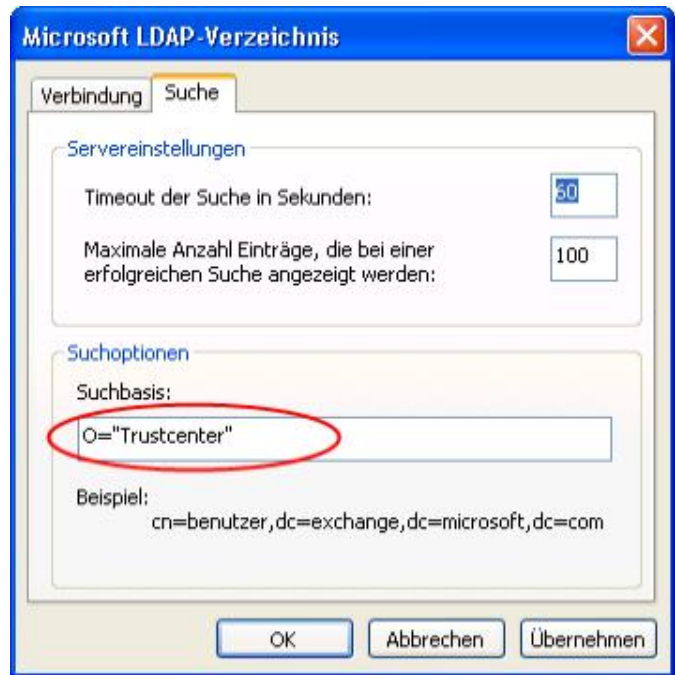 Microsoft LDAP-Verzeichnis
Verbindung Suche
Servereinstellungen
Timeout der Suche in Sekunden: 60
Maximale Anzahl Einträge, die bei einer
erfolgreichen Suche angezeigt werden: 100
Suchoptionen
Suchbasis:
O="Trustcenter"
Beispiel:
cn=benutzer,dc=exchange,dc=microsoft,dc=com
OK Abbrechen Übernehmen